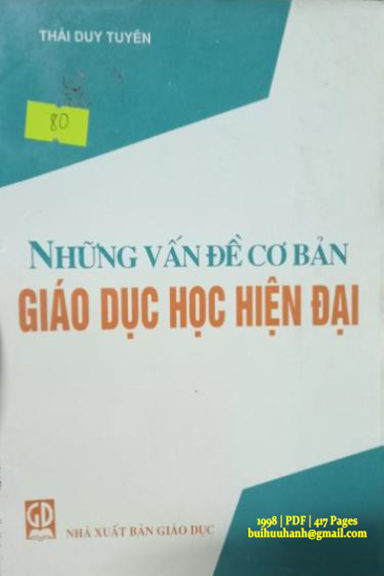 THÁI DUY TUYÊN
80
NHỮNG VẤN ĐỀ CƠ BẢN
GIÁO DỤC HỌC HIỆN ĐẠI
GD
NHÀ XUẤT BẢN GIÁO DỤC
1998 | PDF | 417 Pages
buihuuhanh@gmail.com